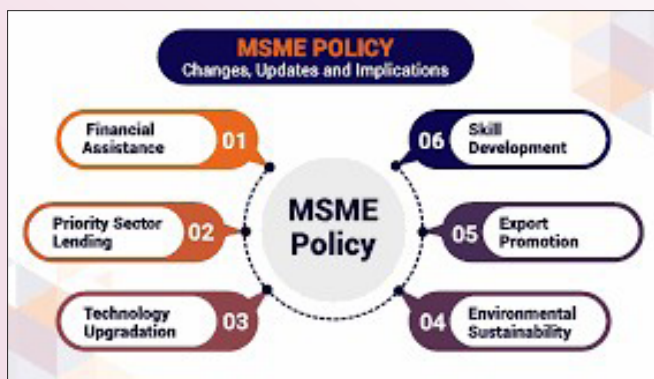 MSME POLICY
Changes, Updates and Implications
Financial
Assistance
01
Priority Sector
Lending
02
Technology
Upgradation
03
MSME
Policy
06
Skill
Development
05
Export
Promotion
04
Environmental
Sustainability